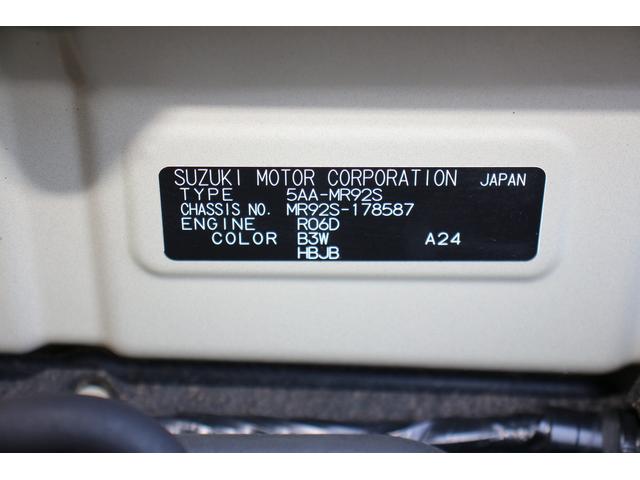 SUZUKI MOTOR CORPORATION JAPAN
TYPE 5AA-MR92S
CHASSIS NO. MR92S-178587
ENGINE R06D
COLOR B3W A24
HBJB